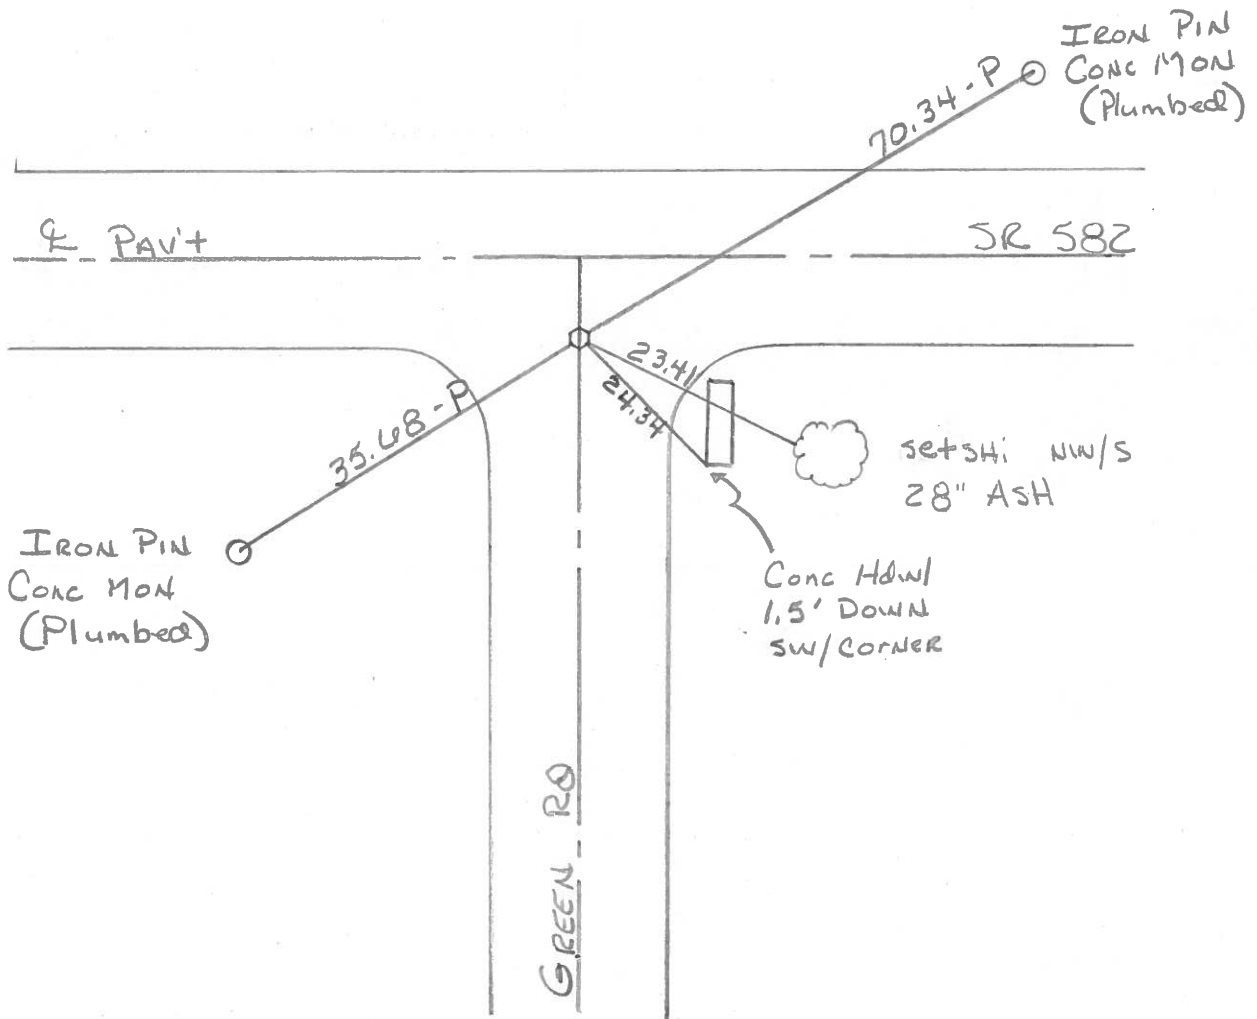 IRON PIN
CONC MON
(Plumbed)
70.34-P
℄ PAV't
SR 582
23.41
24.34
35.68-P
setsHi NW/S
28" ASH
IRON PIN
CONC MON
(Plumbed)
Conc Hdwl
1.5' DOWN
SW/CORNER
GREEN RD